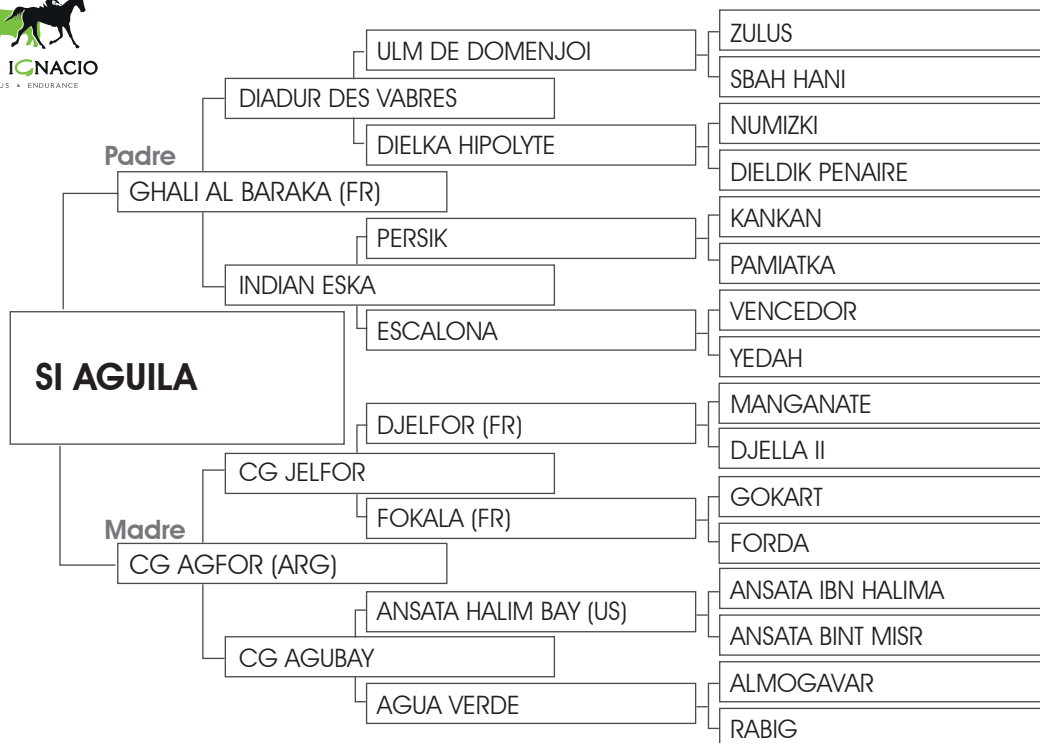 IGNACIO
US & ENDURANCE
ULM DE DOMENJOI
ZULUS
SBAH HANI
DIADUR DES VABRES
DIELKA HIPOLYTE
NUMIZKI
DIELDIK PENAIRE
Padre
GHALI AL BARAKA (FR)
PERSIK
KANKAN
PAMIATKA
INDIAN ESKA
ESCALONA
VENCEDOR
YEDAH
SI AGUILA
DJELFOR (FR)
MANGANATE
DJELLA II
CG JELFOR
FOKALA (FR)
GOKART
FORDA
Madre
CG AGFOR (ARG)
ANSATA HALIM BAY (US)
ANSATA IBN HALIMA
ANSATA BINT MISR
CG AGUBAY
AGUA VERDE
ALMOGAVAR
RABIG